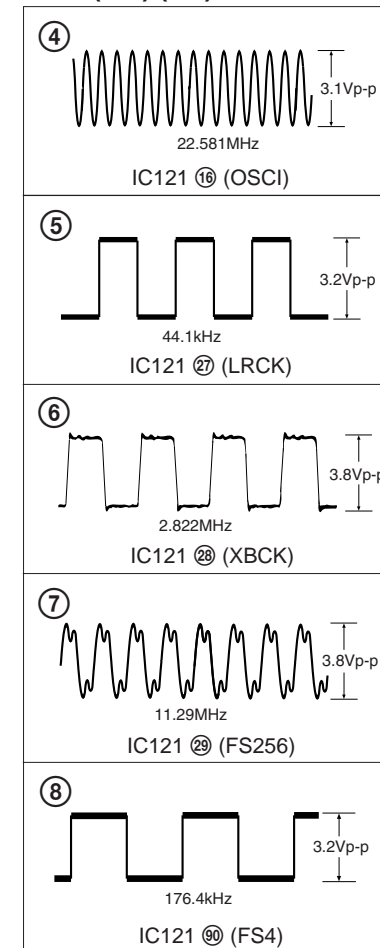 ④
3.1Vp-p
22.581MHz
IC121 ⑯ (OSCI)
⑤
3.2Vp-p
44.1kHz
IC121 ㉗ (LRCK)
⑥
3.8Vp-p
2.822MHz
IC121 ㉘ (XBCK)
⑦
3.8Vp-p
11.29MHz
IC121 ㉙ (FS256)
⑧
3.2Vp-p
176.4kHz
IC121 90 (FS4)